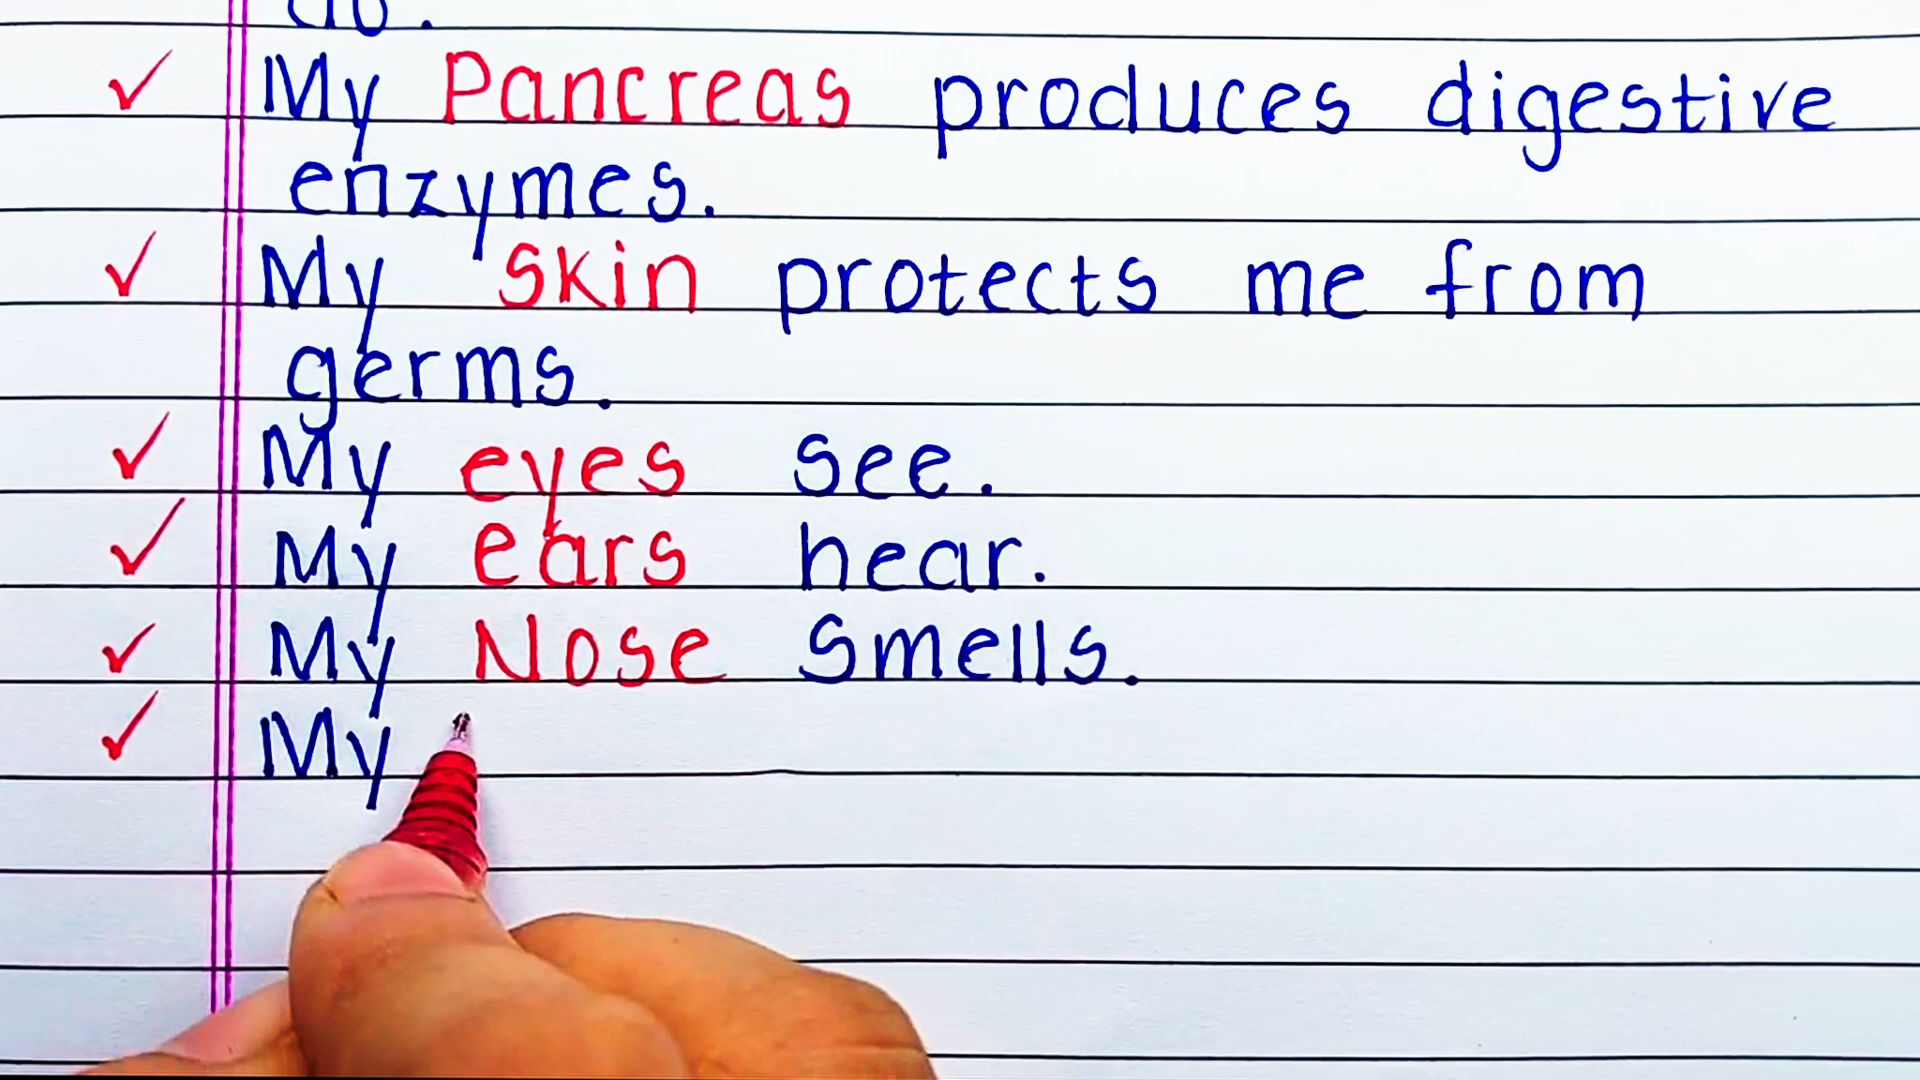 do.
My Pancreas produces digestive
enzymes.
My Skin protects me from
germs.
My eyes see.
My ears hear.
My Nose Smells.
My